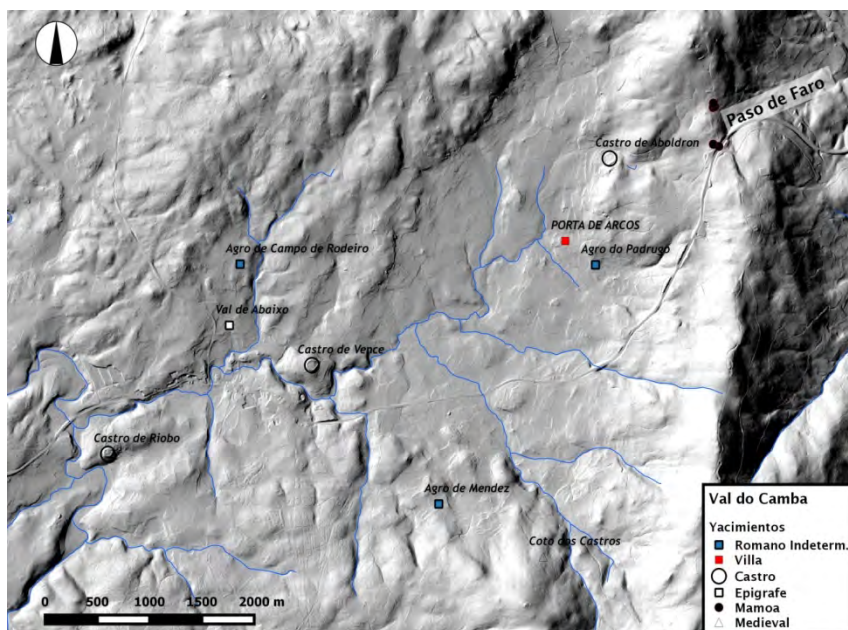 Paso de Faro
Castro de Aboldron
PORTA DE ARCOS
Agro de Campo de Rodeiro
Agro do Padrugo
Val de Abaixo
Castro de Vepce
Castro de Riobo
Agro de Mendez
Coto dos Castros
Val do Camba
Yacimientos
Romano Indeterm.
Villa
Castro
Epigrafe
Mamoa
Medieval
0 500 1000 1500 2000 m